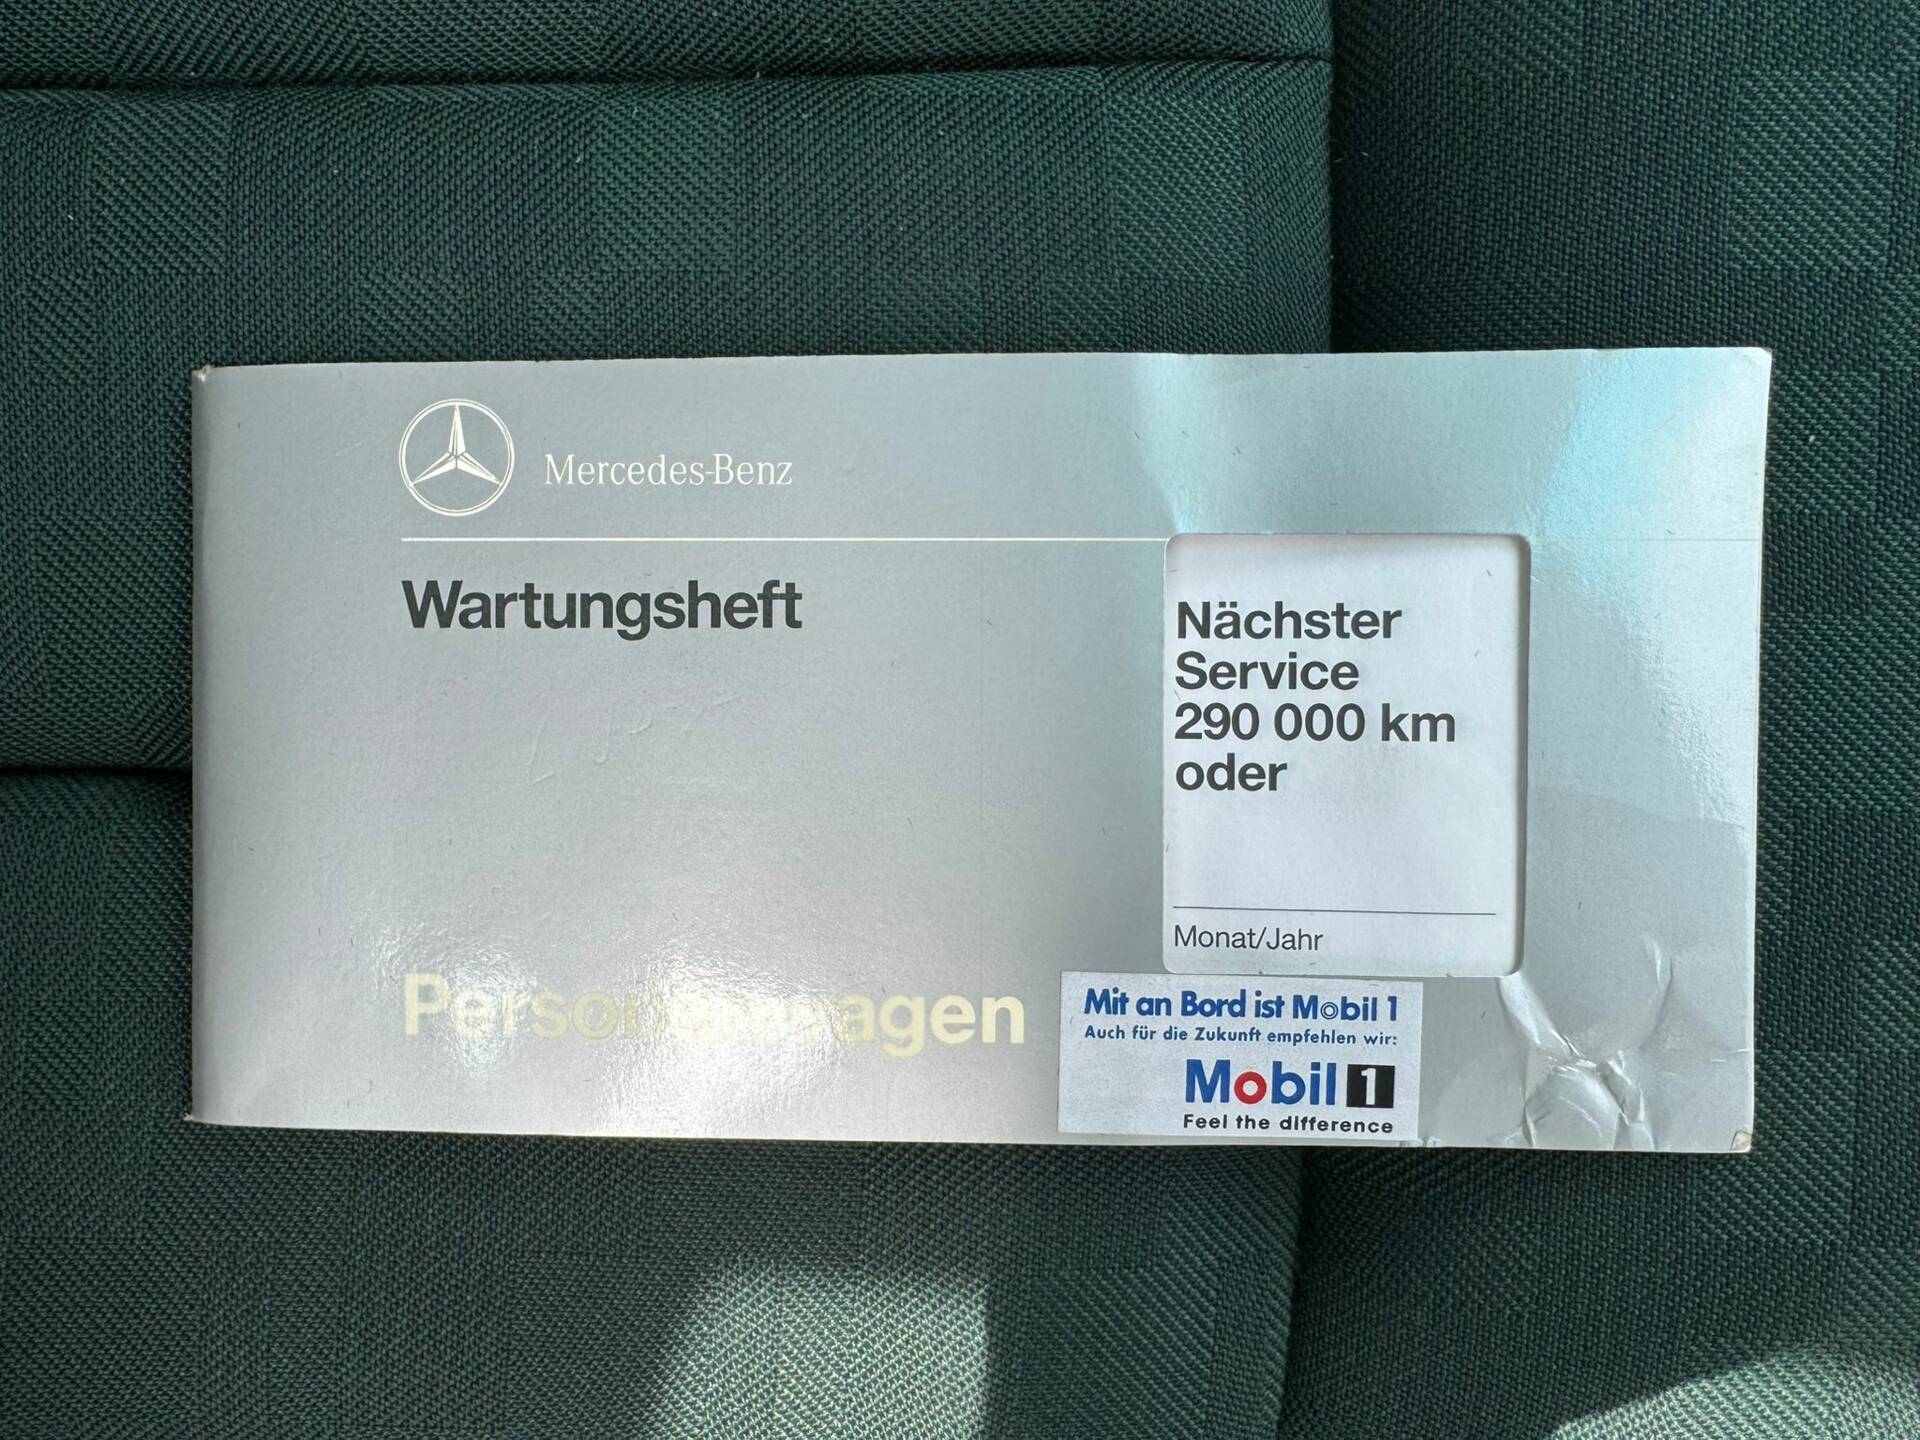 Mercedes-Benz
Wartungsheft
Nächster
Service
290 000 km
oder
Monat/Jahr
Personenwagen
Mit an Bord ist Mobil 1
Auch für die Zukunft empfehlen wir:
Mobil 1
Feel the difference